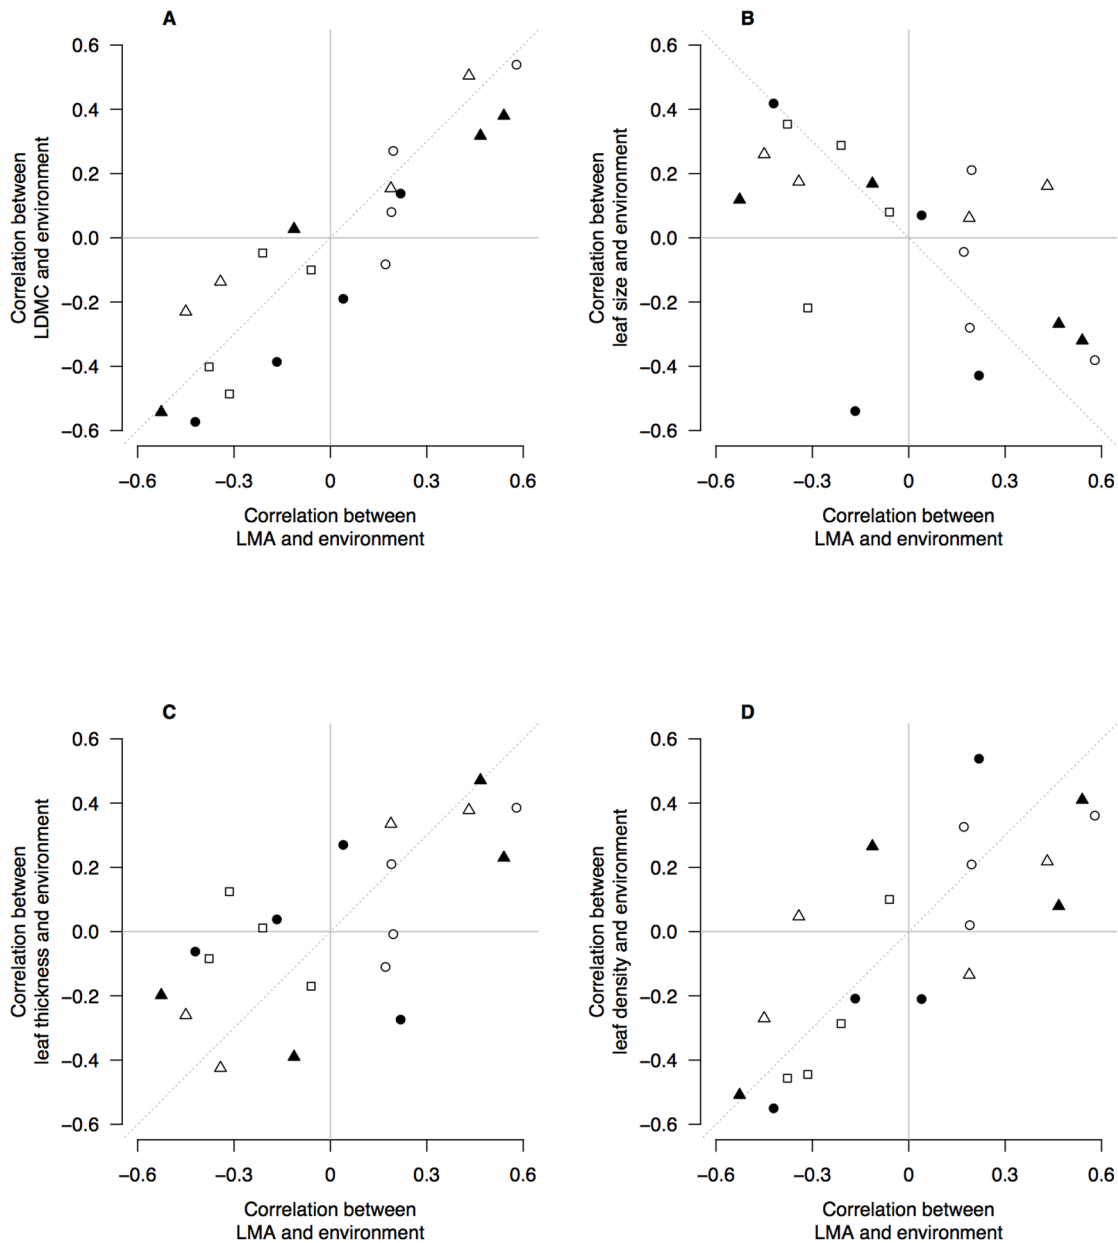 A
0.6
0.4
0.2
0.0
−0.2
−0.4
−0.6
Correlation between
LDMC and environment
−0.6
−0.3
0
0.3
0.6
Correlation between
LMA and environment
B
0.6
0.4
0.2
0.0
−0.2
−0.4
−0.6
Correlation between
leaf size and environment
−0.6
−0.3
0
0.3
0.6
Correlation between
LMA and environment
C
0.6
0.4
0.2
0.0
−0.2
−0.4
−0.6
Correlation between
leaf thickness and environment
−0.6
−0.3
0
0.3
0.6
Correlation between
LMA and environment
D
0.6
0.4
0.2
0.0
−0.2
−0.4
−0.6
Correlation between
leaf density and environment
−0.6
−0.3
0
0.3
0.6
Correlation between
LMA and environment